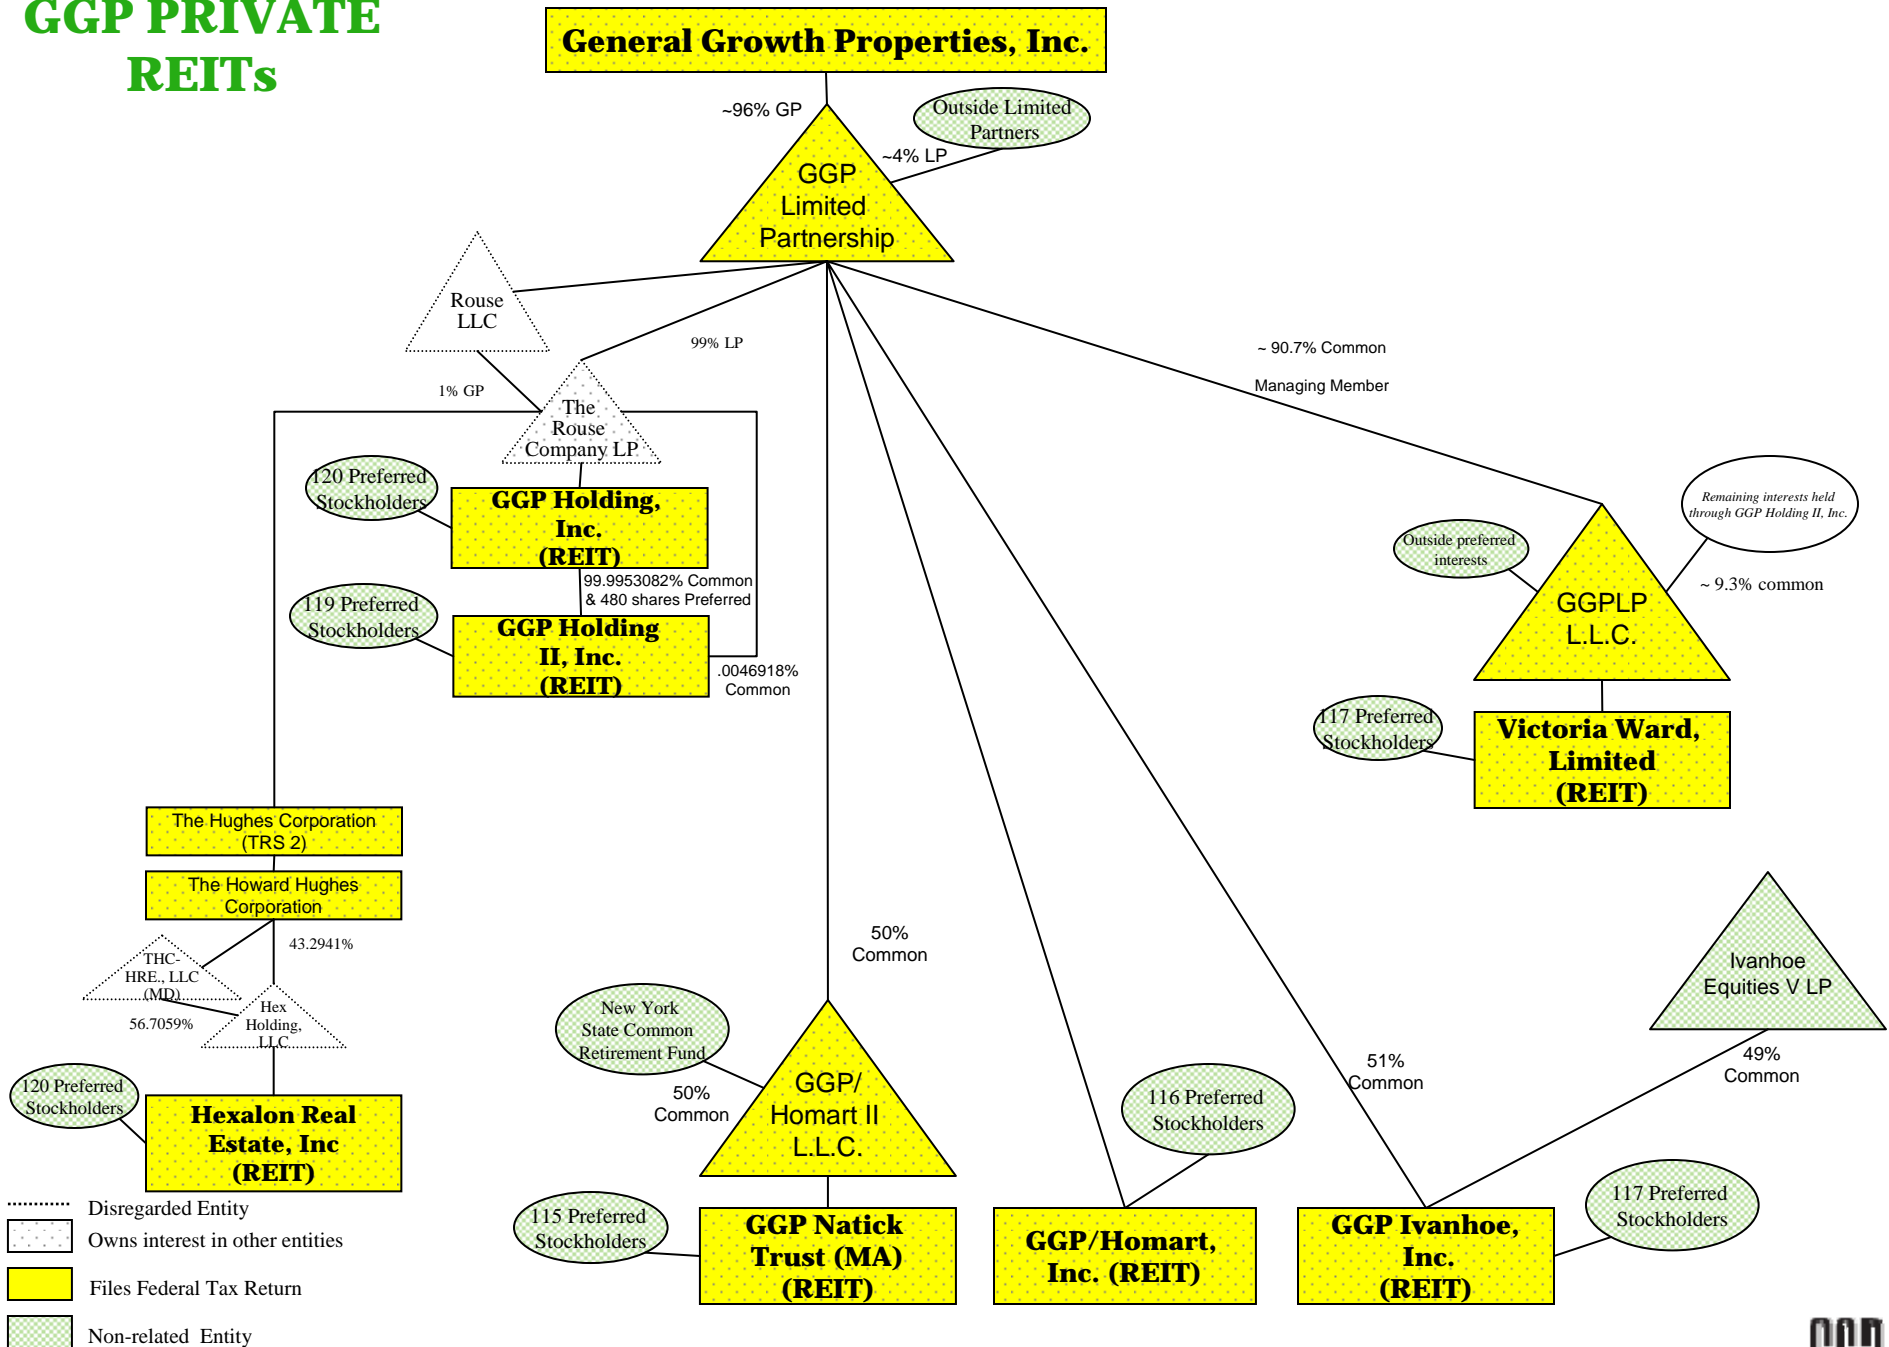 GGP PRIVATE
REITs
General Growth Properties, Inc.
~96% GP
Outside Limited
Partners
~4% LP
GGP
Limited
Partnership
Rouse
LLC
99% LP
1% GP
The
Rouse
Company LP
~ 90.7% Common
Managing Member
120 Preferred
Stockholders
GGP Holding,
Inc.
(REIT)
99.9953082% Common
& 480 shares Preferred
119 Preferred
Stockholders
GGP Holding
II, Inc.
(REIT)
.0046918%
Common
Remaining interests held
through GGP Holding II, Inc.
Outside preferred
interests
~ 9.3% common
GGPLP
L.L.C.
117 Preferred
Stockholders
Victoria Ward,
Limited
(REIT)
The Hughes Corporation
(TRS 2)
The Howard Hughes
Corporation
43.2941%
THC-
HRE., LLC
(MD)
56.7059%
Hex
Holding,
LLC
120 Preferred
Stockholders
Hexalon Real
Estate, Inc
(REIT)
50%
Common
New York
State Common
Retirement Fund
50%
Common
GGP/
Homart II
L.L.C.
115 Preferred
Stockholders
GGP Natick
Trust (MA)
(REIT)
116 Preferred
Stockholders
GGP/Homart,
Inc. (REIT)
51%
Common
Ivanhoe
Equities V LP
49%
Common
117 Preferred
Stockholders
GGP Ivanhoe,
Inc.
(REIT)
Disregarded Entity
Owns interest in other entities
Files Federal Tax Return
Non-related Entity